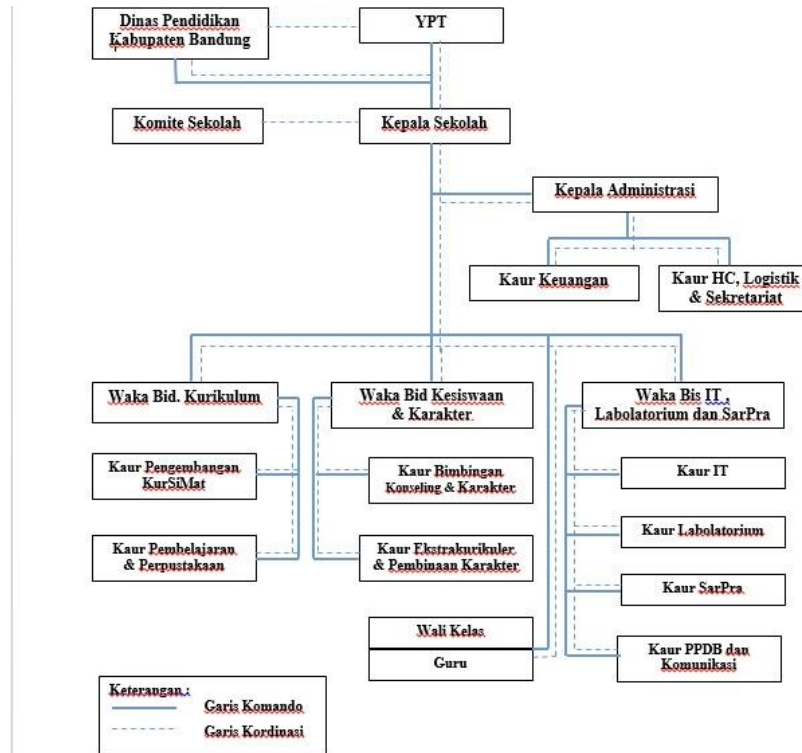 Dinas Pendidikan
Kabupaten Bandung
YPT
Komite Sekolah
Kepala Sekolah
Kepala Administrasi
Kaur Keuangan
Kaur HC, Logistik
& Sekretariat
Waka Bid. Kurikulum
Waka Bid Kesiswaan
& Karakter
Waka Bis IT ,
Labolatorium dan SarPra
Kaur Pengembangan
KurSiMat
Kaur Bimbingan
Konseling & Karakter
Kaur IT
Kaur Pembelajaran
& Perpustakaan
Kaur Ekstrakurikuler
& Pembinaan Karakter
Kaur Labolatorium
Kaur SarPra
Wali Kelas
Guru
Kaur PPDB dan
Komunikasi
Keterangan :
Garis Komando
Garis Kordinasi